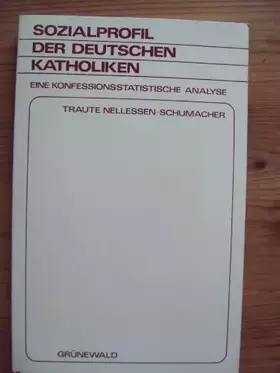 SOZIALPROFIL
DER DEUTSCHEN
KATHOLIKEN
EINE KONFESSIONSSTATISTISCHE ANALYSE
TRAUTE NELLESSEN-SCHUMACHER
GRÜNEWALD